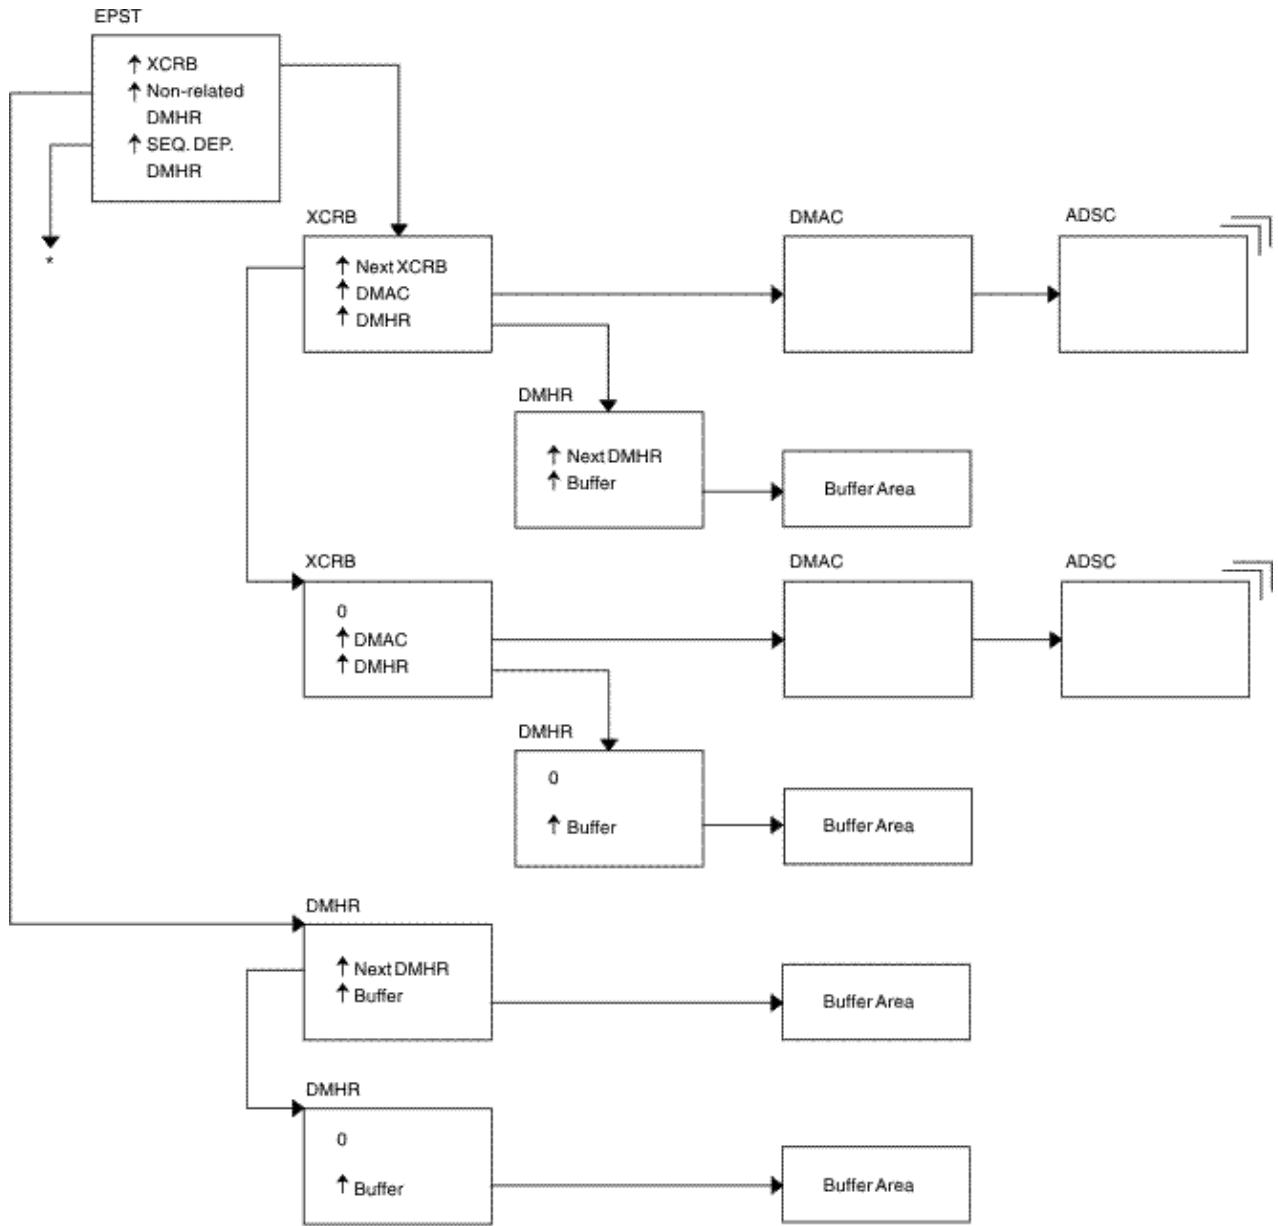 EPST
↑ XCRB
↑ Non-related
DMHR
↑ SEQ. DEP.
DMHR
*
XCRB
↑ Next XCRB
↑ DMAC
↑ DMHR
DMAC
ADSC
DMHR
↑ Next DMHR
↑ Buffer
Buffer Area
XCRB
0
↑ DMAC
↑ DMHR
DMAC
ADSC
DMHR
0
↑ Buffer
Buffer Area
DMHR
↑ Next DMHR
↑ Buffer
Buffer Area
DMHR
0
↑ Buffer
Buffer Area